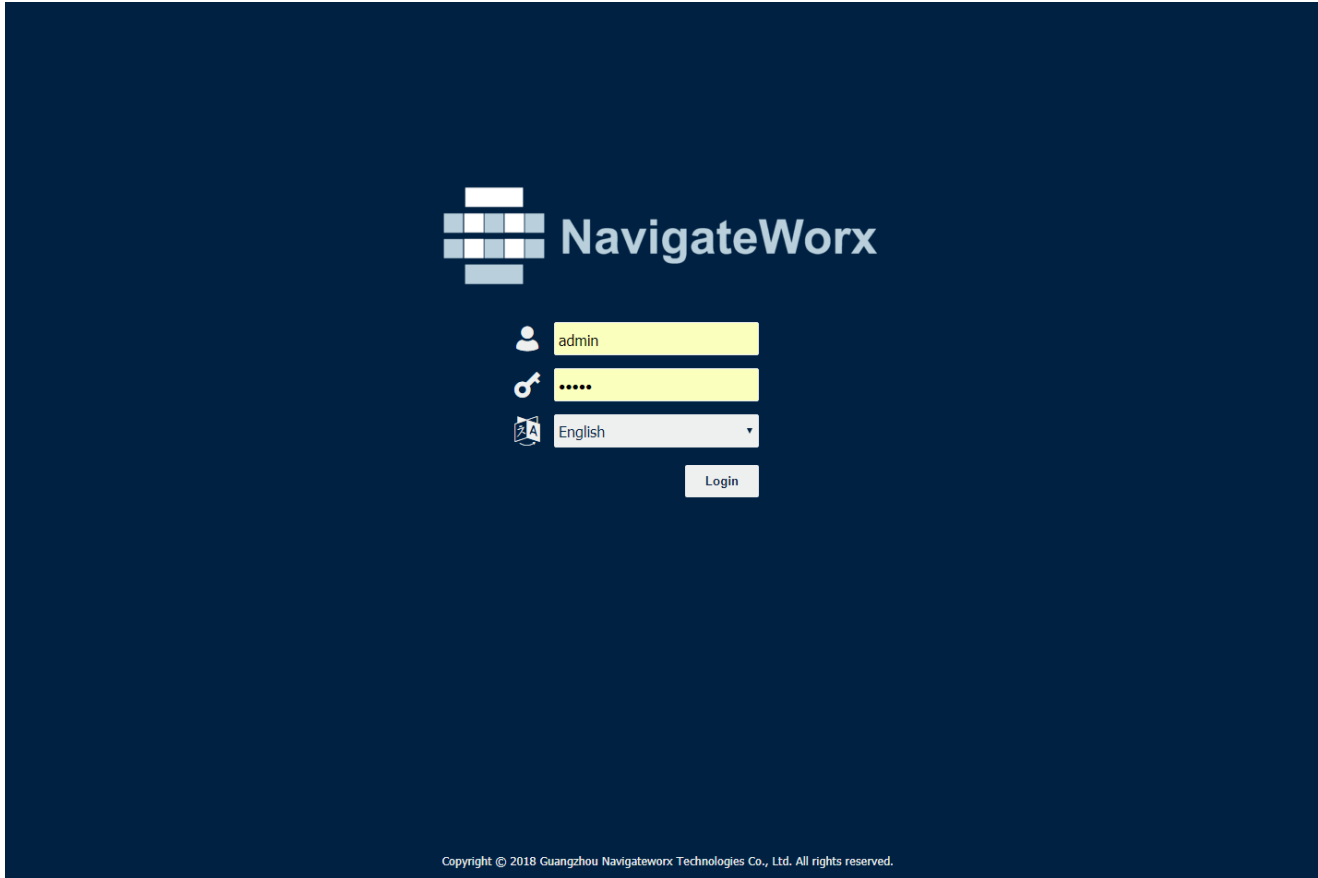 NavigateWorx
admin
•••••
English
Login
Copyright © 2018 Guangzhou Navigateworx Technologies Co., Ltd. All rights reserved.